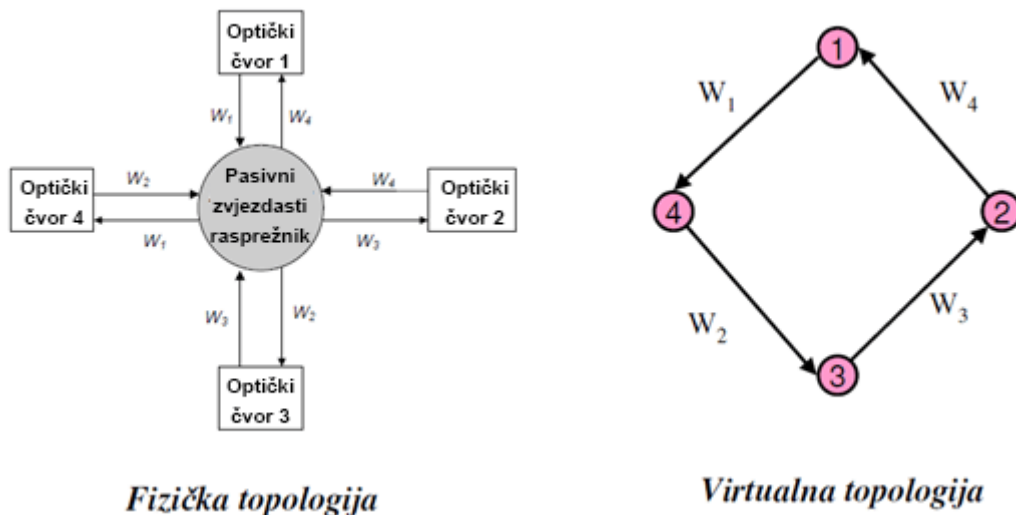 Optički
čvor 1
W1
W4
Optički
čvor 4
W2
W1
Pasivni
zvjezdasti
rasprežnik
W4
W3
Optički
čvor 2
W3
W2
Optički
čvor 3
Fizička topologija
1
W1
W4
4
2
W2
W3
3
Virtualna topologija